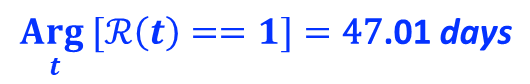 Arg [ℛ(t) == 1] = 47.01 days
t